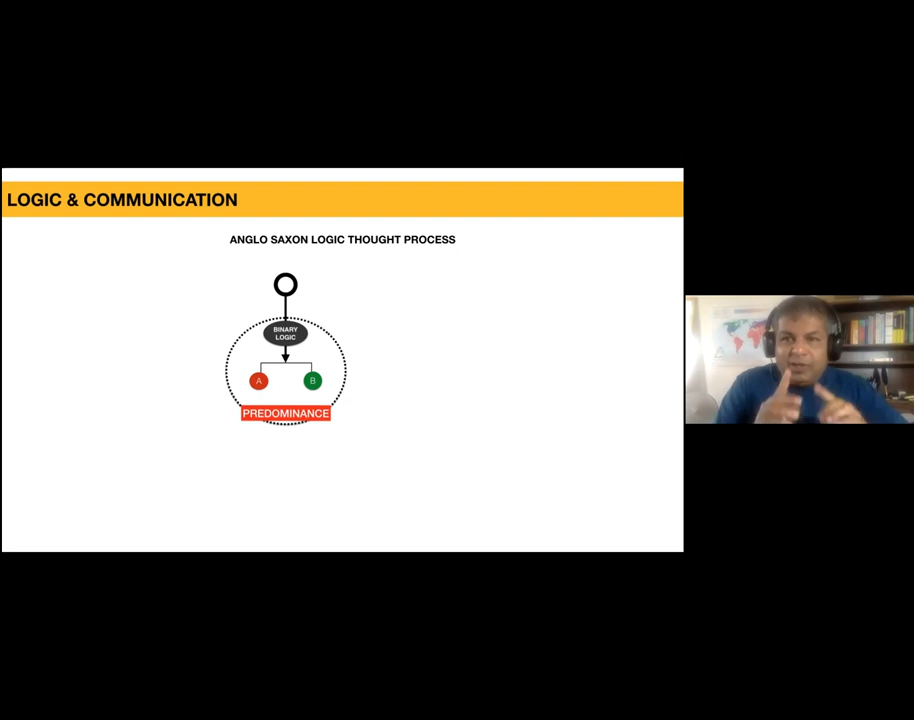 LOGIC & COMMUNICATION
ANGLO SAXON LOGIC THOUGHT PROCESS
BINARY
LOGIC
A
B
PREDOMINANCE